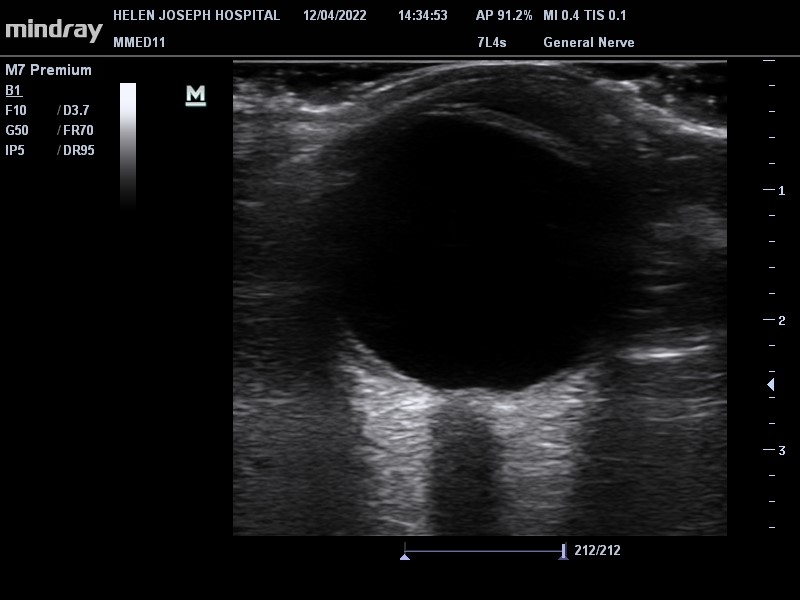 mindray HELEN JOSEPH HOSPITAL 12/04/2022 14:34:53 AP 91.2% MI 0.4 TIS 0.1
MMED11 7L4s General Nerve
M7 Premium
B1
F10 / D3.7
G50 / FR70
IP5 / DR95
M
1
2
3
212/212